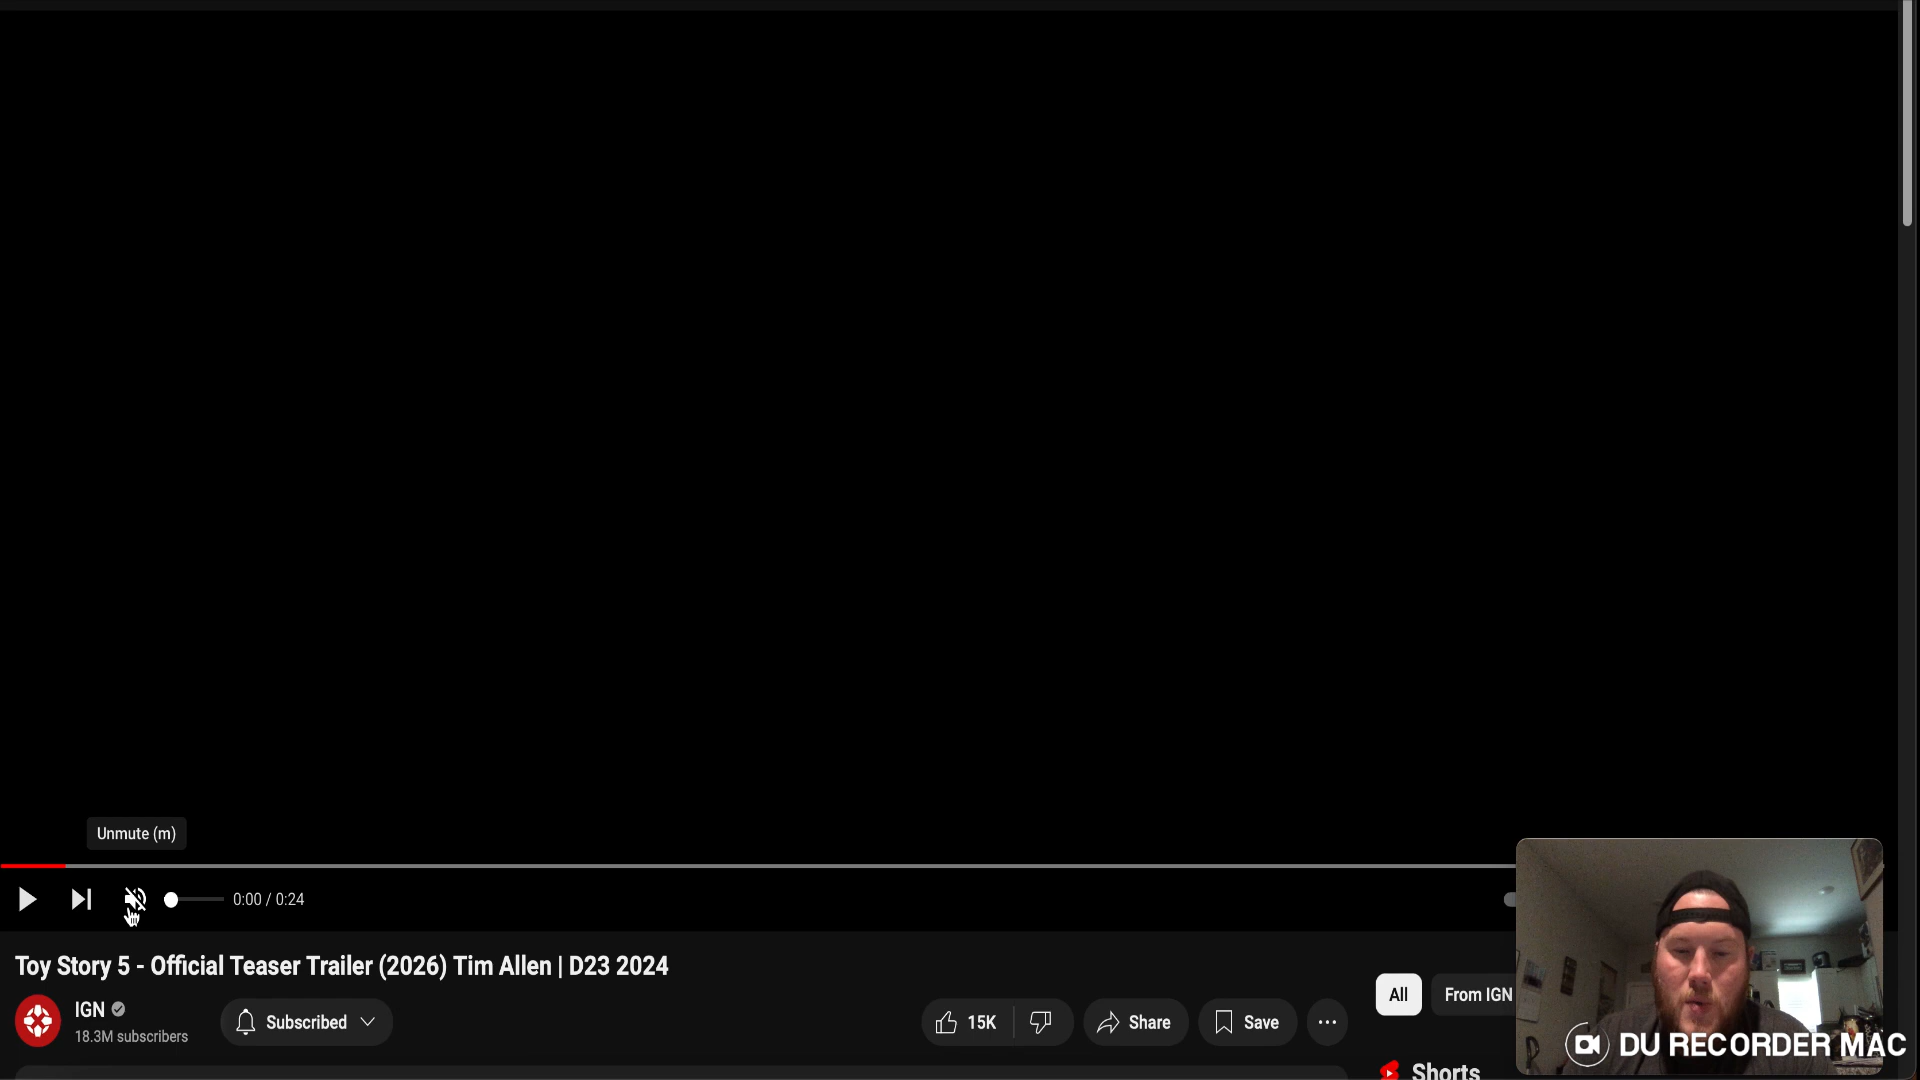 Unmute (m)
0:00 / 0:24
Toy Story 5 - Official Teaser Trailer (2026) Tim Allen | D23 2024
IGN
18.3M subscribers
Subscribed
15K
Share
Save
All
From IGN
Shorts
DU RECORDER MAC